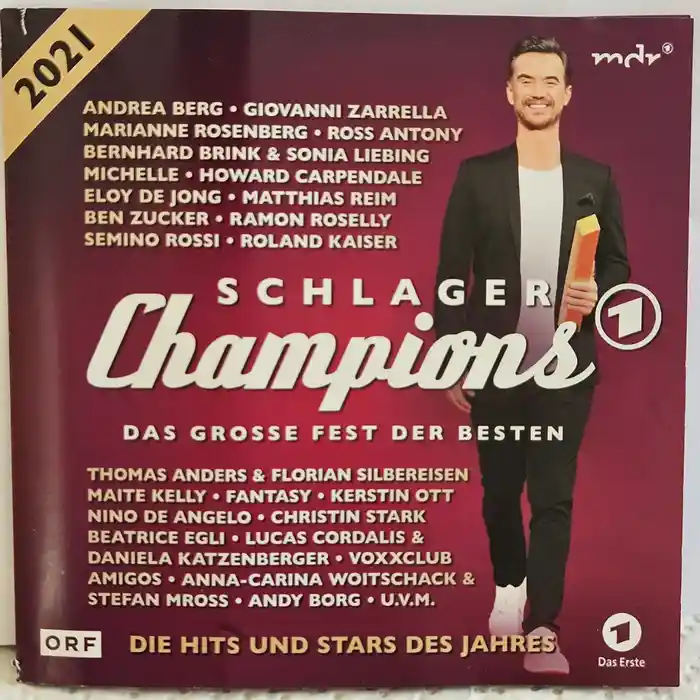 2021
mdr
ANDREA BERG • GIOVANNI ZARRELLA
MARIANNE ROSENBERG • ROSS ANTONY
BERNHARD BRINK & SONIA LIEBING
MICHELLE • HOWARD CARPENDALE
ELOY DE JONG • MATTHIAS REIM
BEN ZUCKER • RAMON ROSELLY
SEMINO ROSSI • ROLAND KAISER
SCHLAGER
Champions
1
DAS GROSSE FEST DER BESTEN
THOMAS ANDERS & FLORIAN SILBEREISEN
MAITE KELLY • FANTASY • KERSTIN OTT
NINO DE ANGELO • CHRISTIN STARK
BEATRICE EGLI • LUCAS CORDALIS &
DANIELA KATZENBERGER • VOXXCLUB
AMIGOS • ANNA-CARINA WOITSCHACK &
STEFAN MROSS • ANDY BORG • U.V.M.
ORF
DIE HITS UND STARS DES JAHRES
1
Das Erste